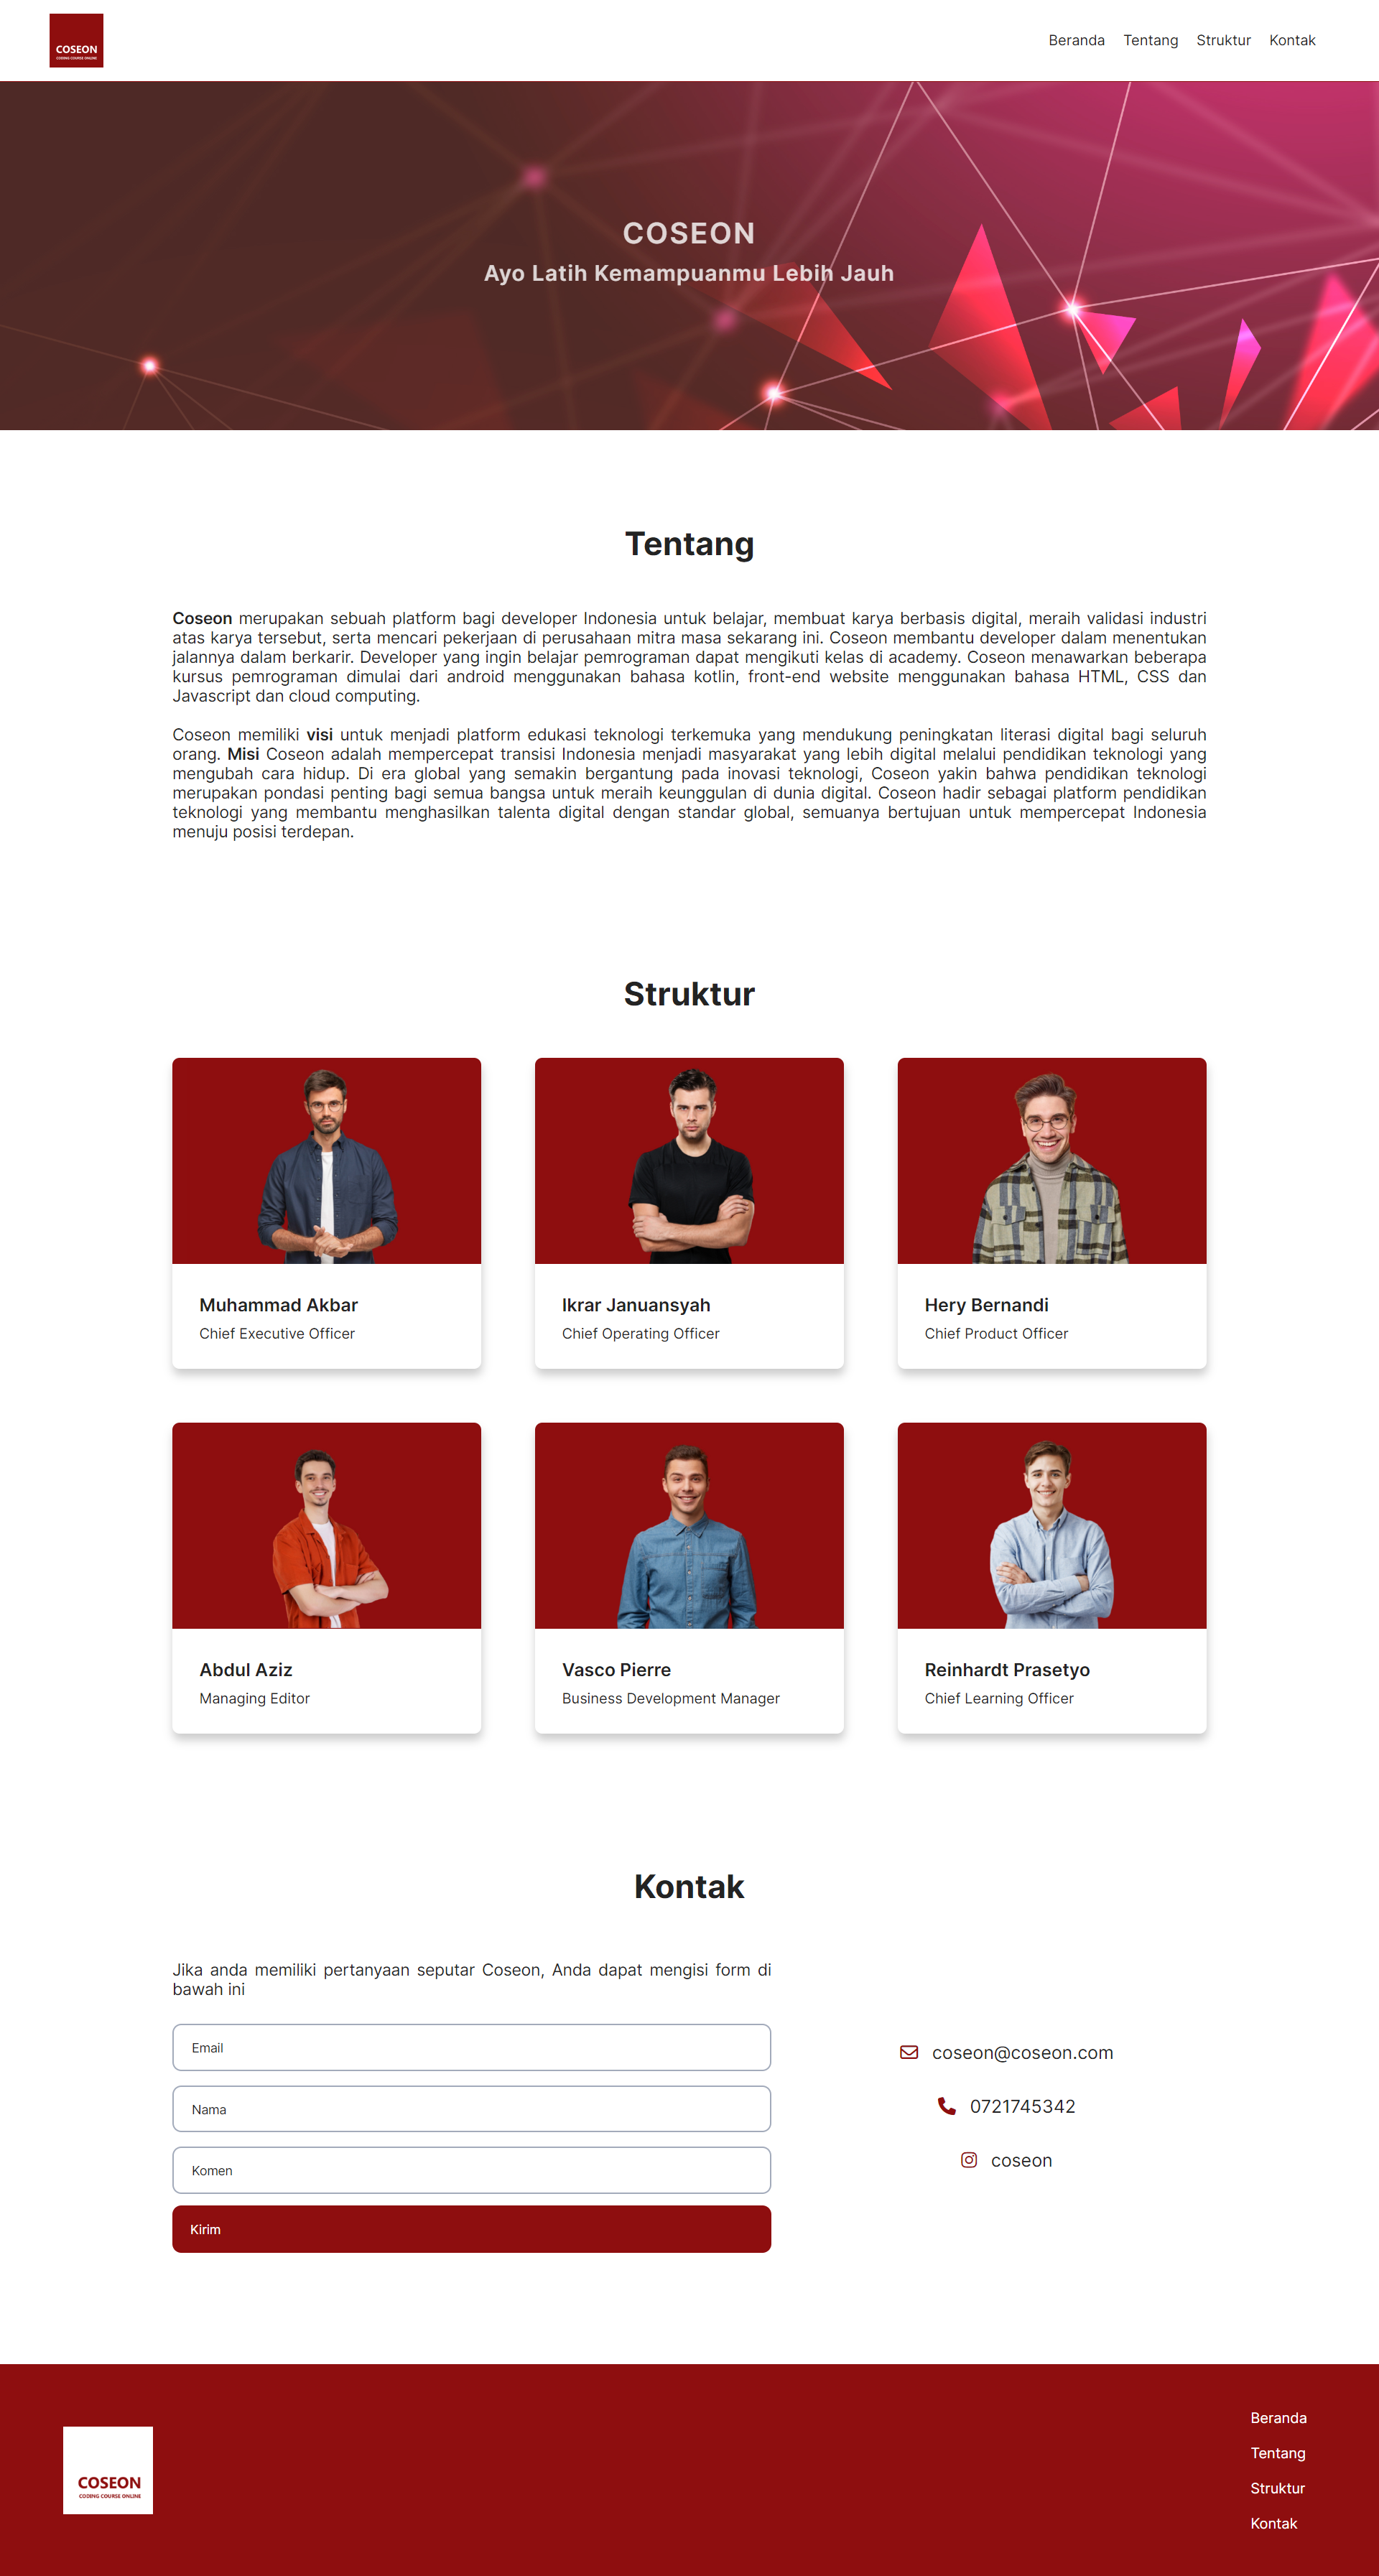 COSEON
CODING COURSE ONLINE
Beranda Tentang Struktur Kontak
COSEON
Ayo Latih Kemampuanmu Lebih Jauh
Tentang
Coseon merupakan sebuah platform bagi developer Indonesia untuk belajar, membuat karya berbasis digital, meraih validasi industri
atas karya tersebut, serta mencari pekerjaan di perusahaan mitra masa sekarang ini. Coseon membantu developer dalam menentukan
jalannya dalam berkarir. Developer yang ingin belajar pemrograman dapat mengikuti kelas di academy. Coseon menawarkan beberapa
kursus pemrograman dimulai dari android menggunakan bahasa kotlin, front-end website menggunakan bahasa HTML, CSS dan
Javascript dan cloud computing.
Coseon memiliki visi untuk menjadi platform edukasi teknologi terkemuka yang mendukung peningkatan literasi digital bagi seluruh
orang. Misi Coseon adalah mempercepat transisi Indonesia menjadi masyarakat yang lebih digital melalui pendidikan teknologi yang
mengubah cara hidup. Di era global yang semakin bergantung pada inovasi teknologi, Coseon yakin bahwa pendidikan teknologi
merupakan pondasi penting bagi semua bangsa untuk meraih keunggulan di dunia digital. Coseon hadir sebagai platform pendidikan
teknologi yang membantu menghasilkan talenta digital dengan standar global, semuanya bertujuan untuk mempercepat Indonesia
menuju posisi terdepan.
Struktur
Muhammad Akbar
Chief Executive Officer
Ikrar Januansyah
Chief Operating Officer
Hery Bernandi
Chief Product Officer
Abdul Aziz
Managing Editor
Vasco Pierre
Business Development Manager
Reinhardt Prasetyo
Chief Learning Officer
Kontak
Jika anda memiliki pertanyaan seputar Coseon, Anda dapat mengisi form di
bawah ini
Email
Nama
Komen
Kirim
coseon@coseon.com
0721745342
coseon
COSEON
CODING COURSE ONLINE
Beranda
Tentang
Struktur
Kontak